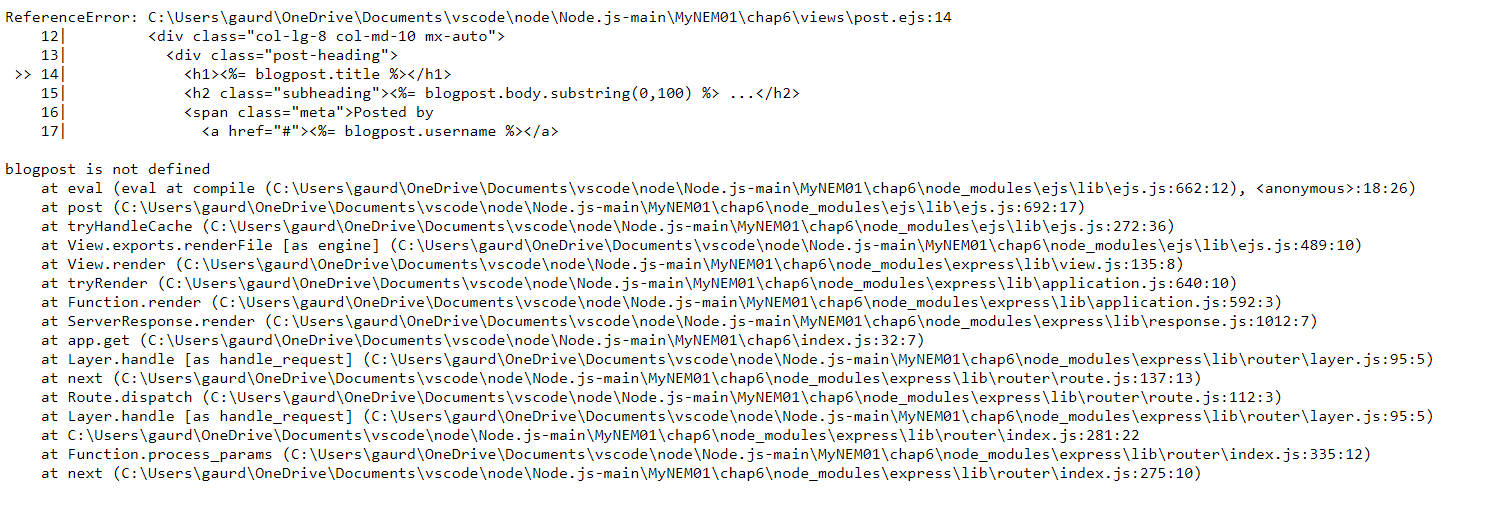 ReferenceError: C:\Users\gaurd\OneDrive\Documents\vscode\node\Node.js-main\MyNEM01\chap6\views\post.ejs:14
    12|         <div class="col-lg-8 col-md-10 mx-auto">
    13|           <div class="post-heading">
 >> 14|             <h1><%= blogpost.title %></h1>
    15|             <h2 class="subheading"><%= blogpost.body.substring(0,100) %> ...</h2>
    16|             <span class="meta">Posted by
    17|               <a href="#"><%= blogpost.username %></a>
blogpost is not defined
    at eval (eval at compile (C:\Users\gaurd\OneDrive\Documents\vscode\node\Node.js-main\MyNEM01\chap6\node_modules\ejs\lib\ejs.js:662:12), <anonymous>:18:26)
    at post (C:\Users\gaurd\OneDrive\Documents\vscode\node\Node.js-main\MyNEM01\chap6\node_modules\ejs\lib\ejs.js:692:17)
    at tryHandleCache (C:\Users\gaurd\OneDrive\Documents\vscode\node\Node.js-main\MyNEM01\chap6\node_modules\ejs\lib\ejs.js:272:36)
    at View.exports.renderFile [as engine] (C:\Users\gaurd\OneDrive\Documents\vscode\node\Node.js-main\MyNEM01\chap6\node_modules\ejs\lib\ejs.js:489:10)
    at View.render (C:\Users\gaurd\OneDrive\Documents\vscode\node\Node.js-main\MyNEM01\chap6\node_modules\express\lib\view.js:135:8)
    at tryRender (C:\Users\gaurd\OneDrive\Documents\vscode\node\Node.js-main\MyNEM01\chap6\node_modules\express\lib\application.js:640:10)
    at Function.render (C:\Users\gaurd\OneDrive\Documents\vscode\node\Node.js-main\MyNEM01\chap6\node_modules\express\lib\application.js:592:3)
    at ServerResponse.render (C:\Users\gaurd\OneDrive\Documents\vscode\node\Node.js-main\MyNEM01\chap6\node_modules\express\lib\response.js:1012:7)
    at app.get (C:\Users\gaurd\OneDrive\Documents\vscode\node\Node.js-main\MyNEM01\chap6\index.js:32:7)
    at Layer.handle [as handle_request] (C:\Users\gaurd\OneDrive\Documents\vscode\node\Node.js-main\MyNEM01\chap6\node_modules\express\lib\router\layer.js:95:5)
    at next (C:\Users\gaurd\OneDrive\Documents\vscode\node\Node.js-main\MyNEM01\chap6\node_modules\express\lib\router\route.js:137:13)
    at Route.dispatch (C:\Users\gaurd\OneDrive\Documents\vscode\node\Node.js-main\MyNEM01\chap6\node_modules\express\lib\router\route.js:112:3)
    at Layer.handle [as handle_request] (C:\Users\gaurd\OneDrive\Documents\vscode\node\Node.js-main\MyNEM01\chap6\node_modules\express\lib\router\layer.js:95:5)
    at C:\Users\gaurd\OneDrive\Documents\vscode\node\Node.js-main\MyNEM01\chap6\node_modules\express\lib\router\index.js:281:22
    at Function.process_params (C:\Users\gaurd\OneDrive\Documents\vscode\node\Node.js-main\MyNEM01\chap6\node_modules\express\lib\router\index.js:335:12)
    at next (C:\Users\gaurd\OneDrive\Documents\vscode\node\Node.js-main\MyNEM01\chap6\node_modules\express\lib\router\index.js:275:10)